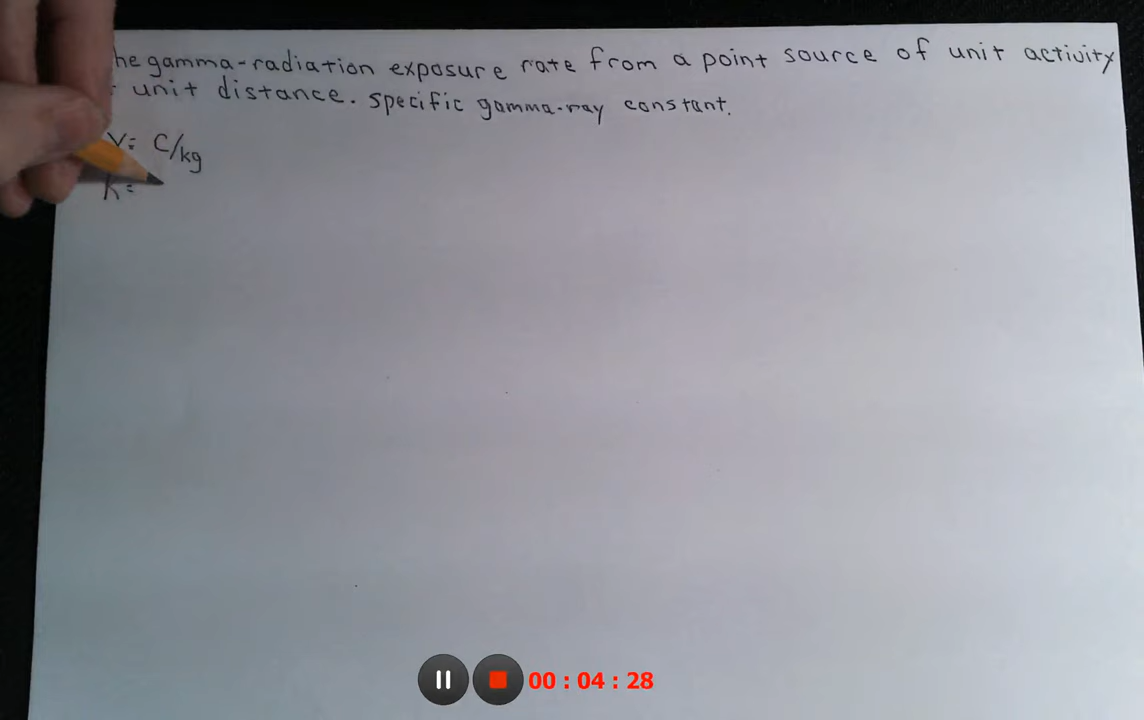 he gamma-radiation exposure rate from a point source of unit activity
unit distance. specific gamma-ray constant.
C/kg
00 : 04 : 28